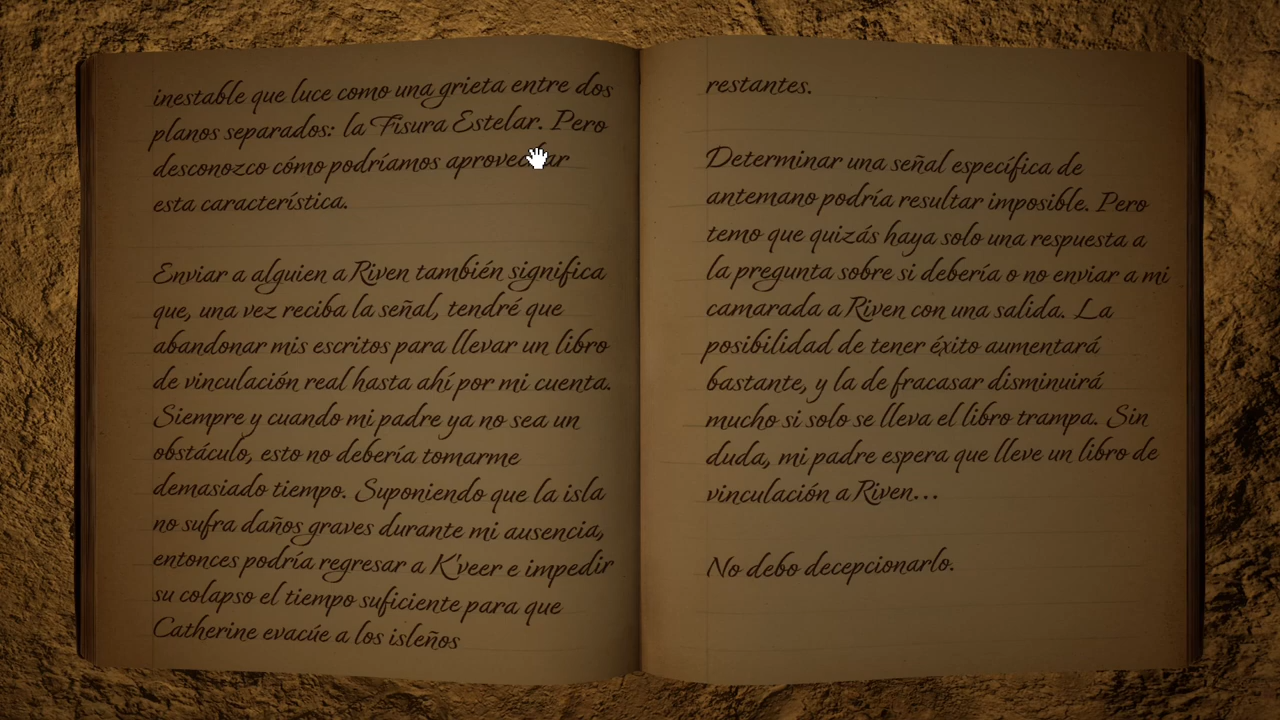 inestable que luce como una grieta entre dos
planos separados: la Fisura Estelar. Pero
desconozco cómo podríamos aprovechar
esta característica.
Enviar a alguien a Riven también significa
que, una vez reciba la señal, tendré que
abandonar mis escritos para llevar un libro
de vinculación real hasta ahí por mi cuenta.
Siempre y cuando mi padre ya no sea un
obstáculo, esto no debería tomarme
demasiado tiempo. Suponiendo que la isla
no sufra daños graves durante mi ausencia,
entonces podría regresar a K'veer e impedir
su colapso el tiempo suficiente para que
Catherine evacúe a los isleños
restantes.
Determinar una señal específica de
antemano podría resultar imposible. Pero
temo que quizás haya solo una respuesta a
la pregunta sobre si debería o no enviar a mi
camarada a Riven con una salida. La
posibilidad de tener éxito aumentará
bastante, y la de fracasar disminuirá
mucho si solo se lleva el libro trampa. Sin
duda, mi padre espera que lleve un libro de
vinculación a Riven...
No debo decepcionarlo.